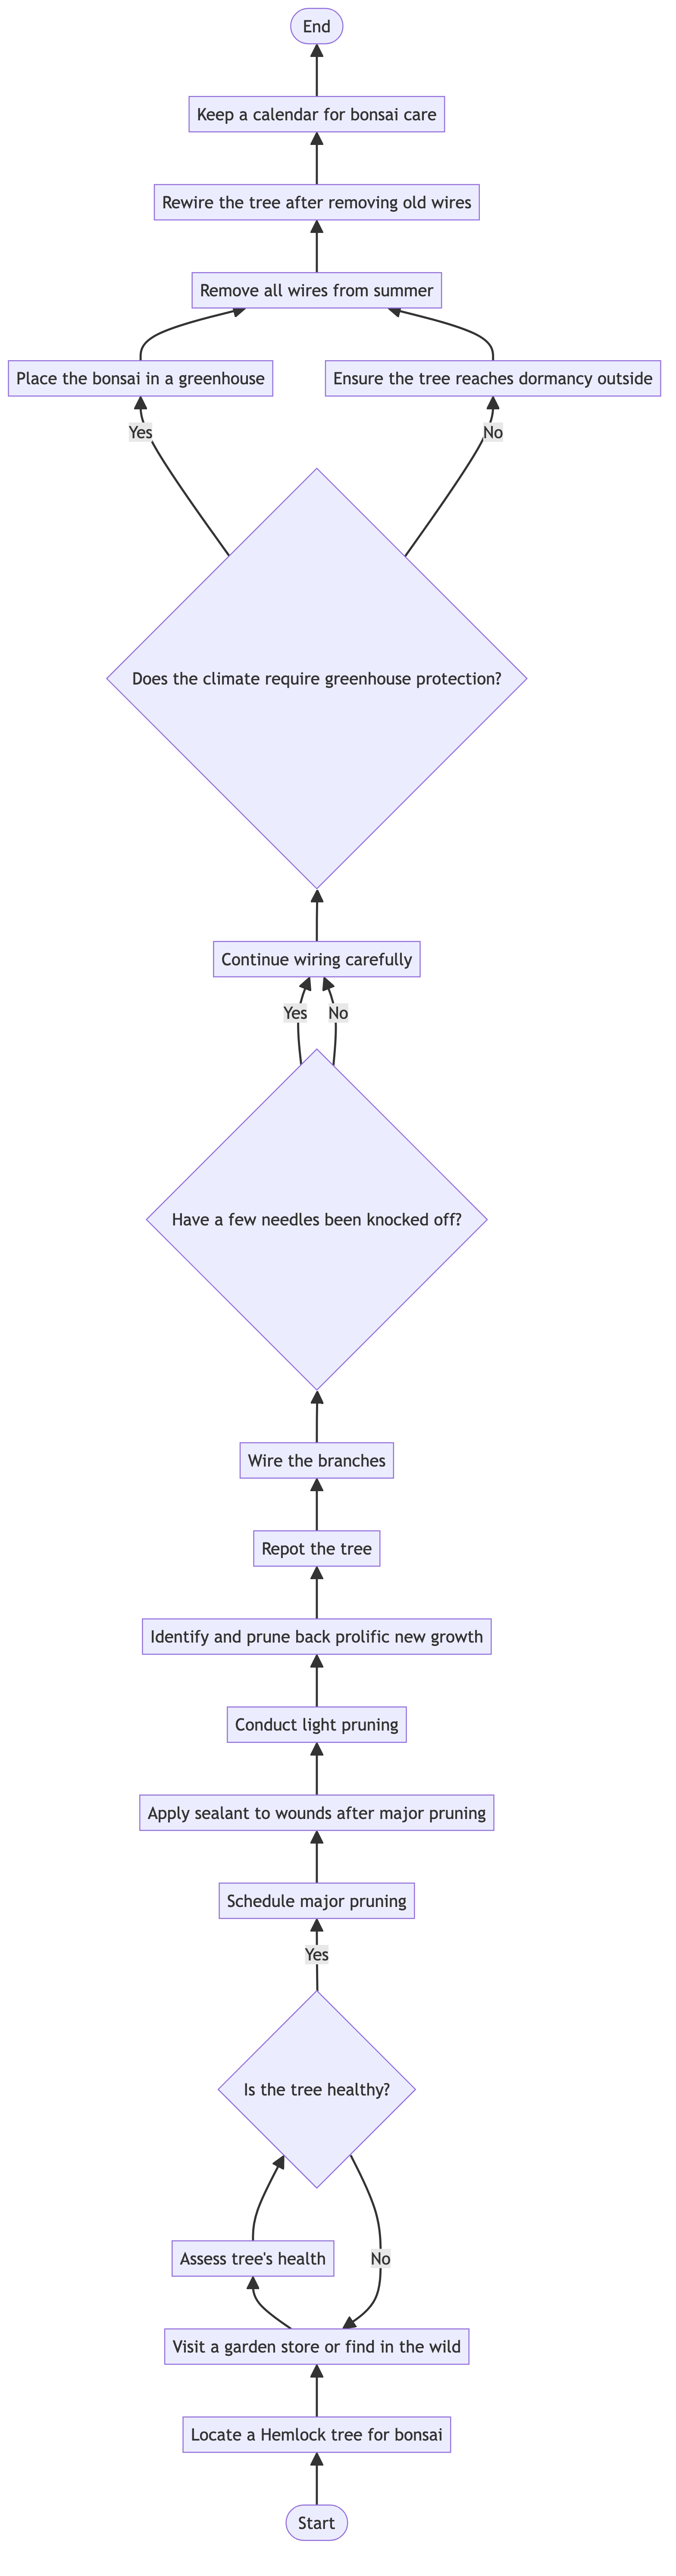 End
Keep a calendar for bonsai care
Rewire the tree after removing old wires
Remove all wires from summer
Place the bonsai in a greenhouse
Ensure the tree reaches dormancy outside
Yes
No
Does the climate require greenhouse protection?
Continue wiring carefully
Yes
No
Have a few needles been knocked off?
Wire the branches
Repot the tree
Identify and prune back prolific new growth
Conduct light pruning
Apply sealant to wounds after major pruning
Schedule major pruning
Yes
Is the tree healthy?
Assess tree's health
No
Visit a garden store or find in the wild
Locate a Hemlock tree for bonsai
Start